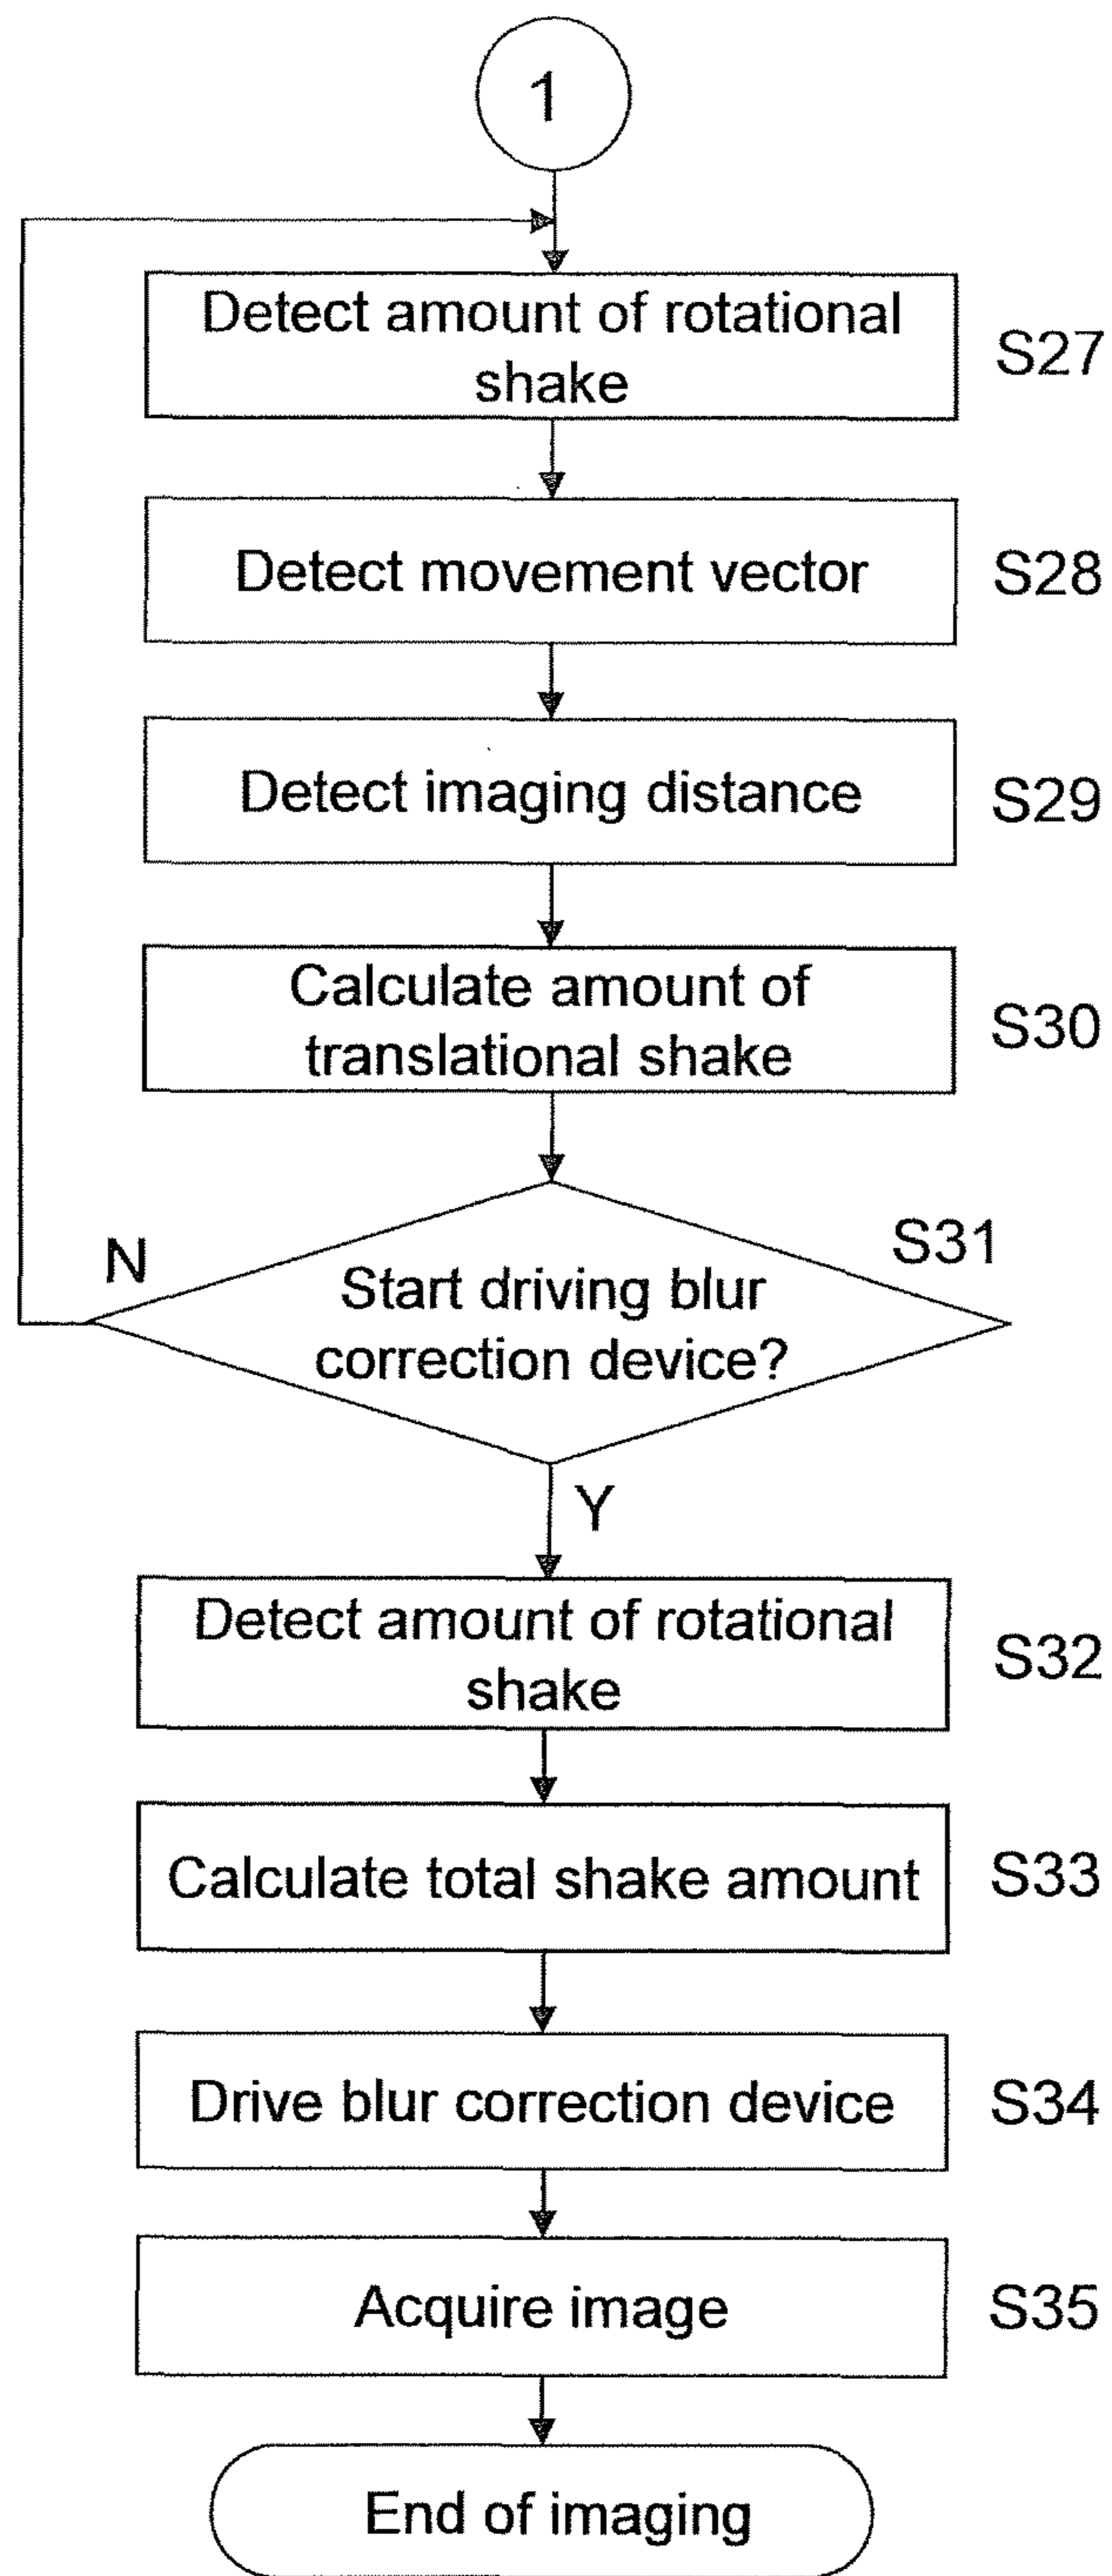 1
Detect amount of rotational
shake
S27
Detect movement vector
S28
Detect imaging distance
S29
Calculate amount of
translational shake
S30
N
S31
Start driving blur
correction device?
Y
Detect amount of rotational
shake
S32
Calculate total shake amount
S33
Drive blur correction device
S34
Acquire image
S35
End of imaging